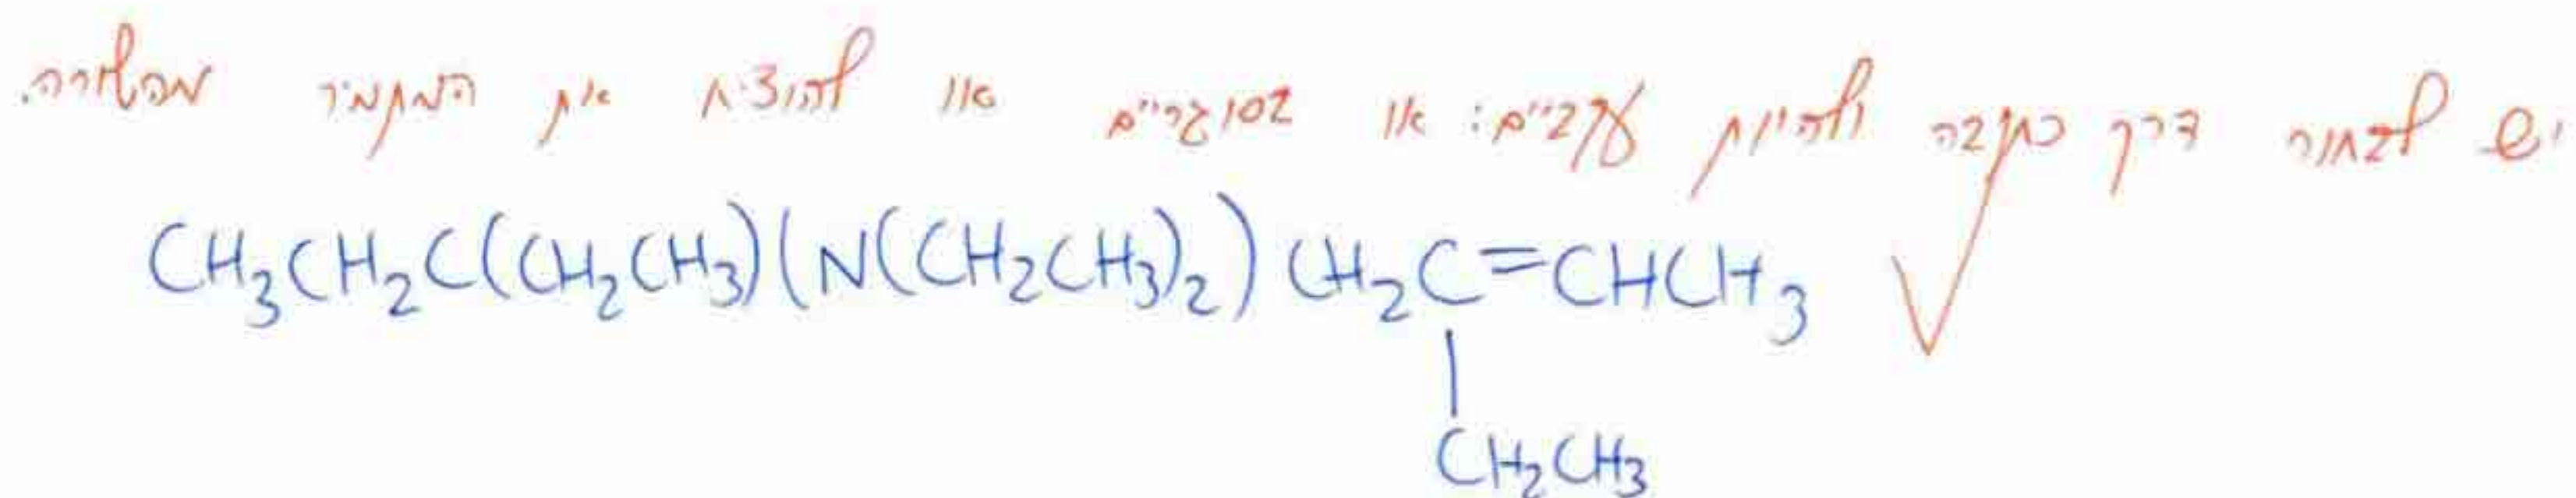 יש לבחור דרך כתיבה ולהיות עקביים: או בסוגריים או להוציא את המתמיר מהשורה.
CH₃CH₂C(CH₂CH₃)(N(CH₂CH₃)₂)CH₂C=CHCH₃
CH₂CH₃